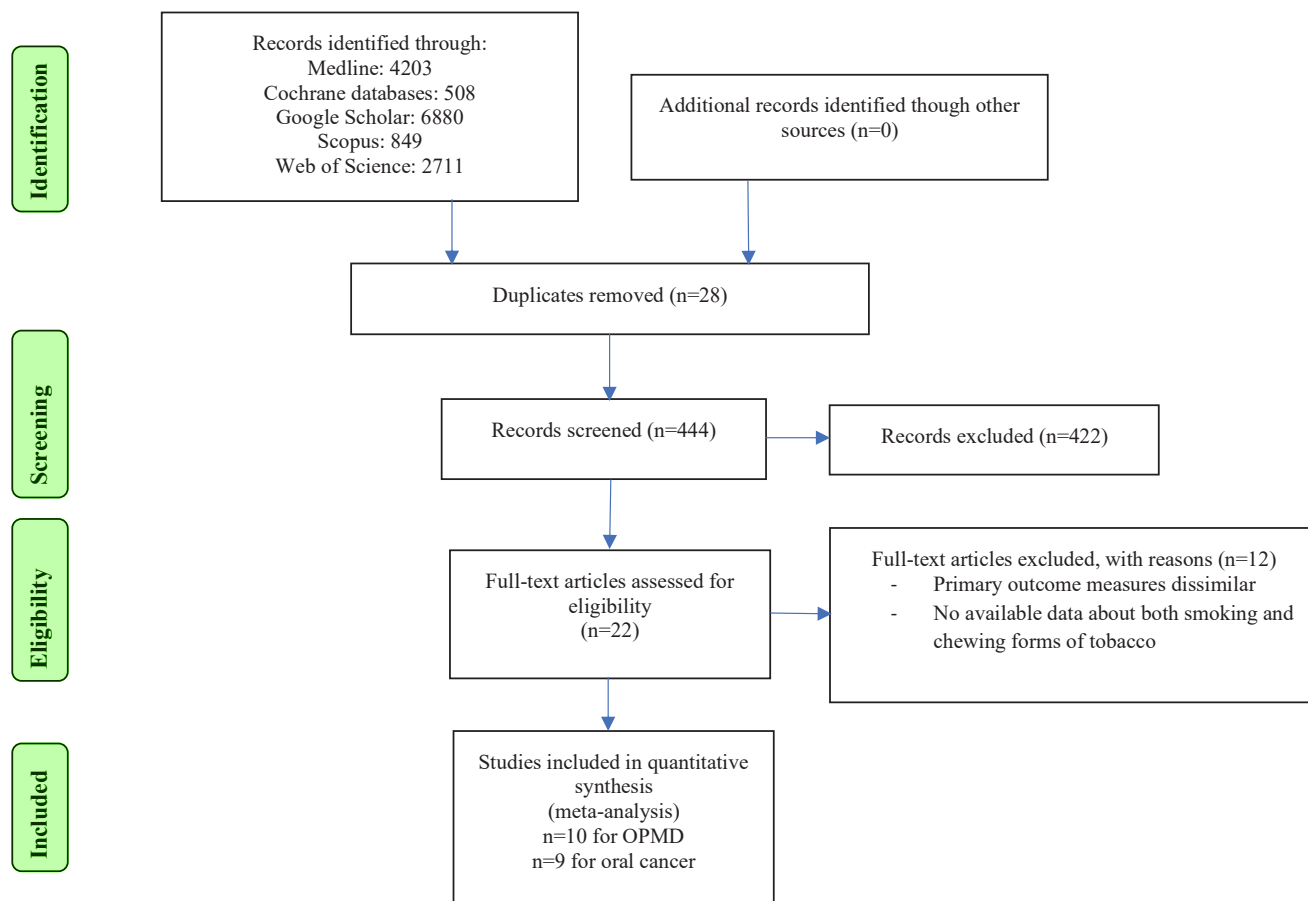 Identification
Records identified through:
Medline: 4203
Cochrane databases: 508
Google Scholar: 6880
Scopus: 849
Web of Science: 2711
Additional records identified though other
sources (n=0)
Duplicates removed (n=28)
Screening
Records screened (n=444)
Records excluded (n=422)
Eligibility
Full-text articles assessed for
eligibility
(n=22)
Full-text articles excluded, with reasons (n=12)
- Primary outcome measures dissimilar
- No available data about both smoking and
chewing forms of tobacco
Included
Studies included in quantitative
synthesis
(meta-analysis)
n=10 for OPMD
n=9 for oral cancer